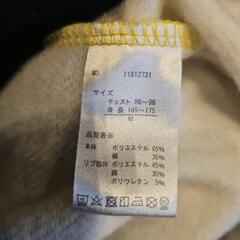 NO 11812731
サイズ
チェスト 88～96
身長 165～175
M
品質表示
本体 ポリエステル 65%
綿 35%
リブ部分 ポリエステル 65%
綿 30%
ポリウレタン 5%